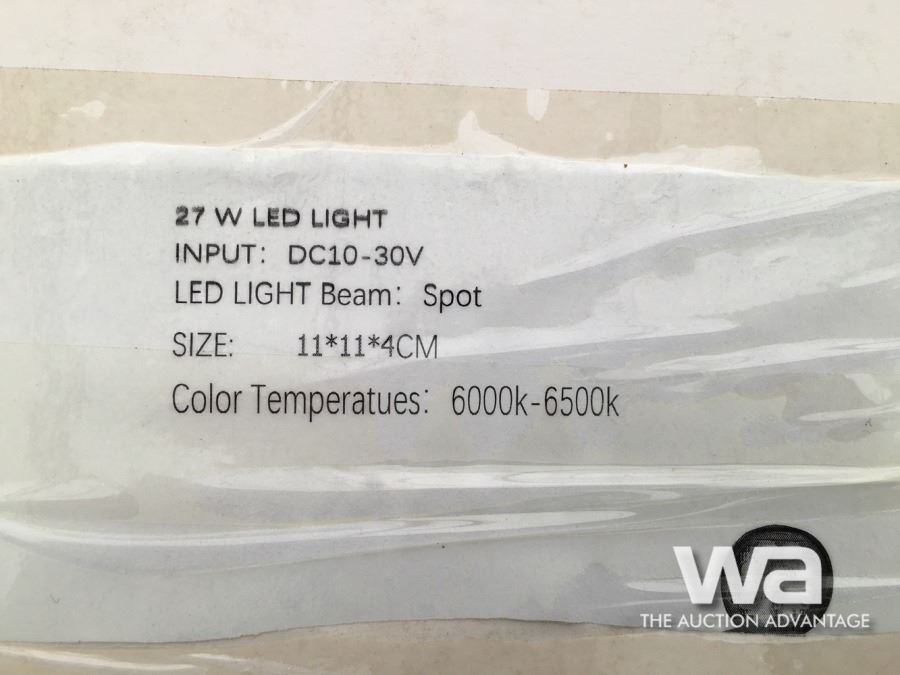 27 W LED LIGHT
INPUT: DC10-30V
LED LIGHT Beam: Spot
SIZE: 11*11*4CM
Color Temperatues: 6000k-6500k
wa
THE AUCTION ADVANTAGE